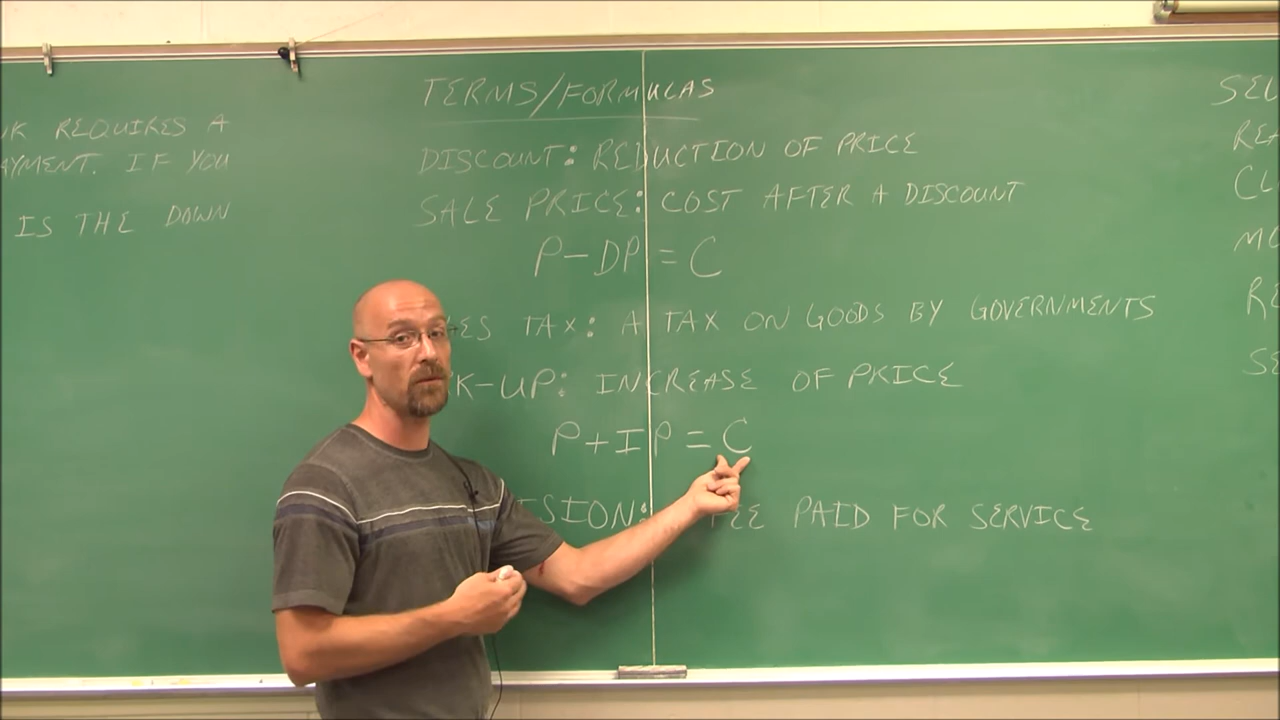 REQUIRES A
. IF YOU
IS THE DOWN
TERMS/FORMULAS
DISCOUNT: REDUCTION OF PRICE
SALE PRICE: COST AFTER A DISCOUNT
P-DP=C
ES TAX: A TAX ON GOODS BY GOVERNMENTS
K-UP: INCREASE OF PRICE
P+IP=C
ISION: FEE PAID FOR SERVICE
SEL
REA
CL
MO
RE
SE